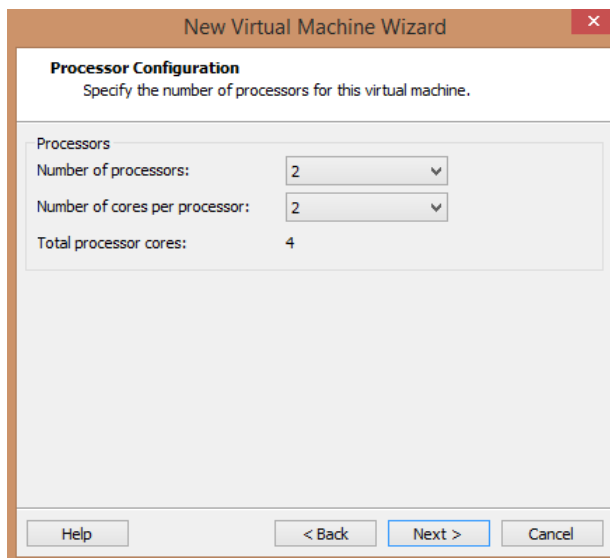 New Virtual Machine Wizard
Processor Configuration
Specify the number of processors for this virtual machine.
Processors
Number of processors: 2
Number of cores per processor: 2
Total processor cores: 4
Help < Back Next > Cancel